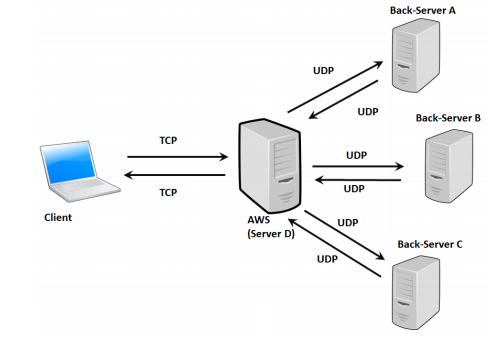 Back-Server A
UDP
UDP
Back-Server B
TCP
UDP
UDP
TCP
Client
AWS
(Server D)
UDP
UDP
Back-Server C